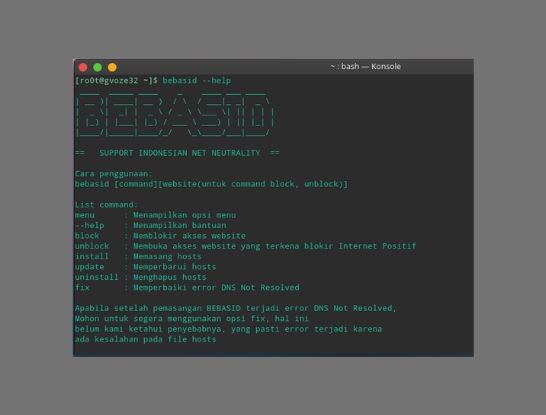 ~ : bash — Konsole
[ro0t@gvoze32 ~]$ bebasid --help
BEBASID
== SUPPORT INDONESIAN NET NEUTRALITY ==
Cara penggunaan:
bebasid [command][website(untuk command block, unblock)]
List command:
menu : Menampilkan opsi menu
--help : Menampilkan bantuan
block : Memblokir akses website
unblock : Membuka akses website yang terkena blokir Internet Positif
install : Memasang hosts
update : Memperbarui hosts
uninstall : Menghapus hosts
fix : Memperbaiki error DNS Not Resolved
Apabila setelah pemasangan BEBASID terjadi error DNS Not Resolved,
Mohon untuk segera menggunakan opsi fix, hal ini
belum kami ketahui penyebabnya, yang pasti error terjadi karena
ada kesalahan pada file hosts